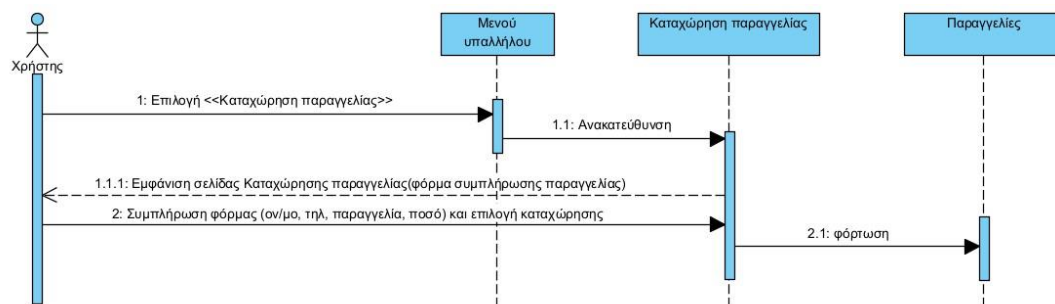 Χρήστης
Μενού
υπαλλήλου
Καταχώρηση παραγγελίας
Παραγγελίες
1: Επιλογή <<Καταχώρηση παραγγελίας>>
1.1: Ανακατεύθυνση
1.1.1: Εμφάνιση σελίδας Καταχώρησης παραγγελίας(φόρμα συμπλήρωσης παραγγελίας)
2: Συμπλήρωση φόρμας (ον/μο, τηλ, παραγγελία, ποσό) και επιλογή καταχώρησης
2.1: φόρτωση